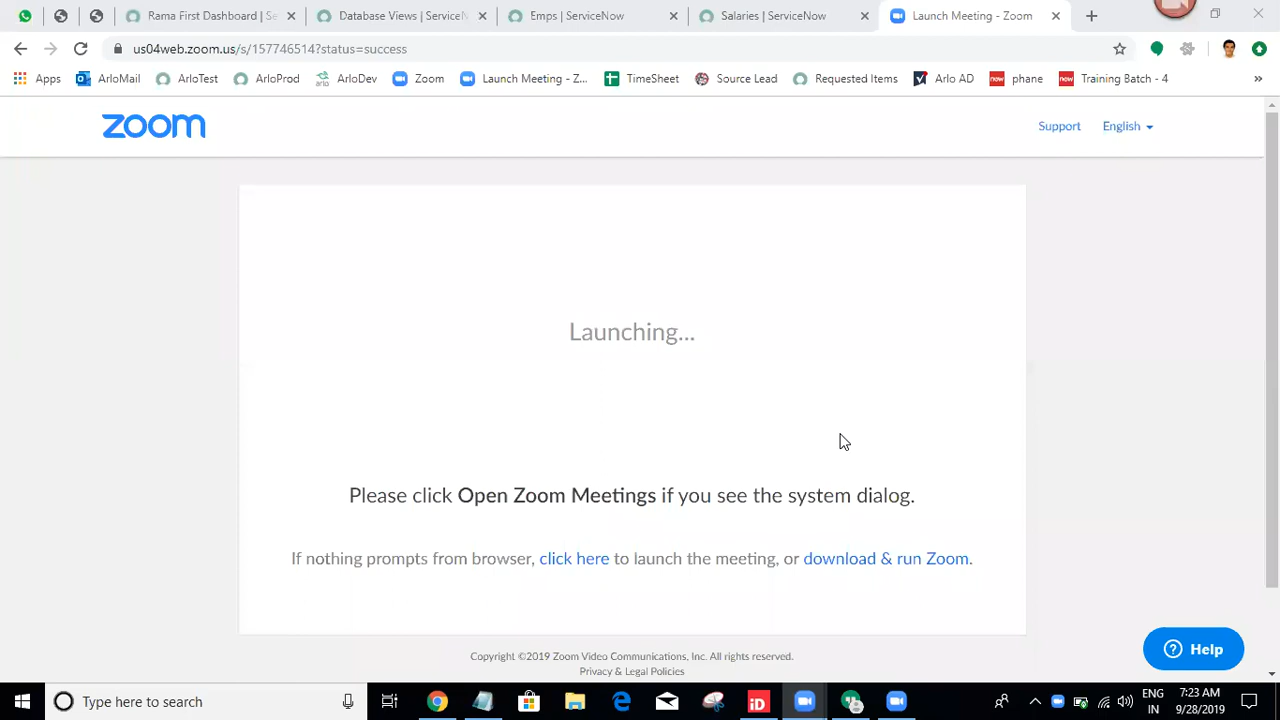 Rama First Dashboard | Se
Database Views | ServiceN
Emps | ServiceNow
Salaries | ServiceNow
Launch Meeting - Zoom
us04web.zoom.us/s/157746514?status=success
Apps
ArloMail
ArloTest
ArloProd
ArloDev
Zoom
Launch Meeting - Z...
TimeSheet
Source Lead
Requested Items
Arlo AD
now phane
now Training Batch - 4
»
zoom
Support
English
Launching...
Please click Open Zoom Meetings if you see the system dialog.
If nothing prompts from browser, click here to launch the meeting, or download & run Zoom.
Help
Copyright ©2019 Zoom Video Communications, Inc. All rights reserved.
Privacy & Legal Policies
Type here to search
iD
ENG
IN
7:23 AM
9/28/2019